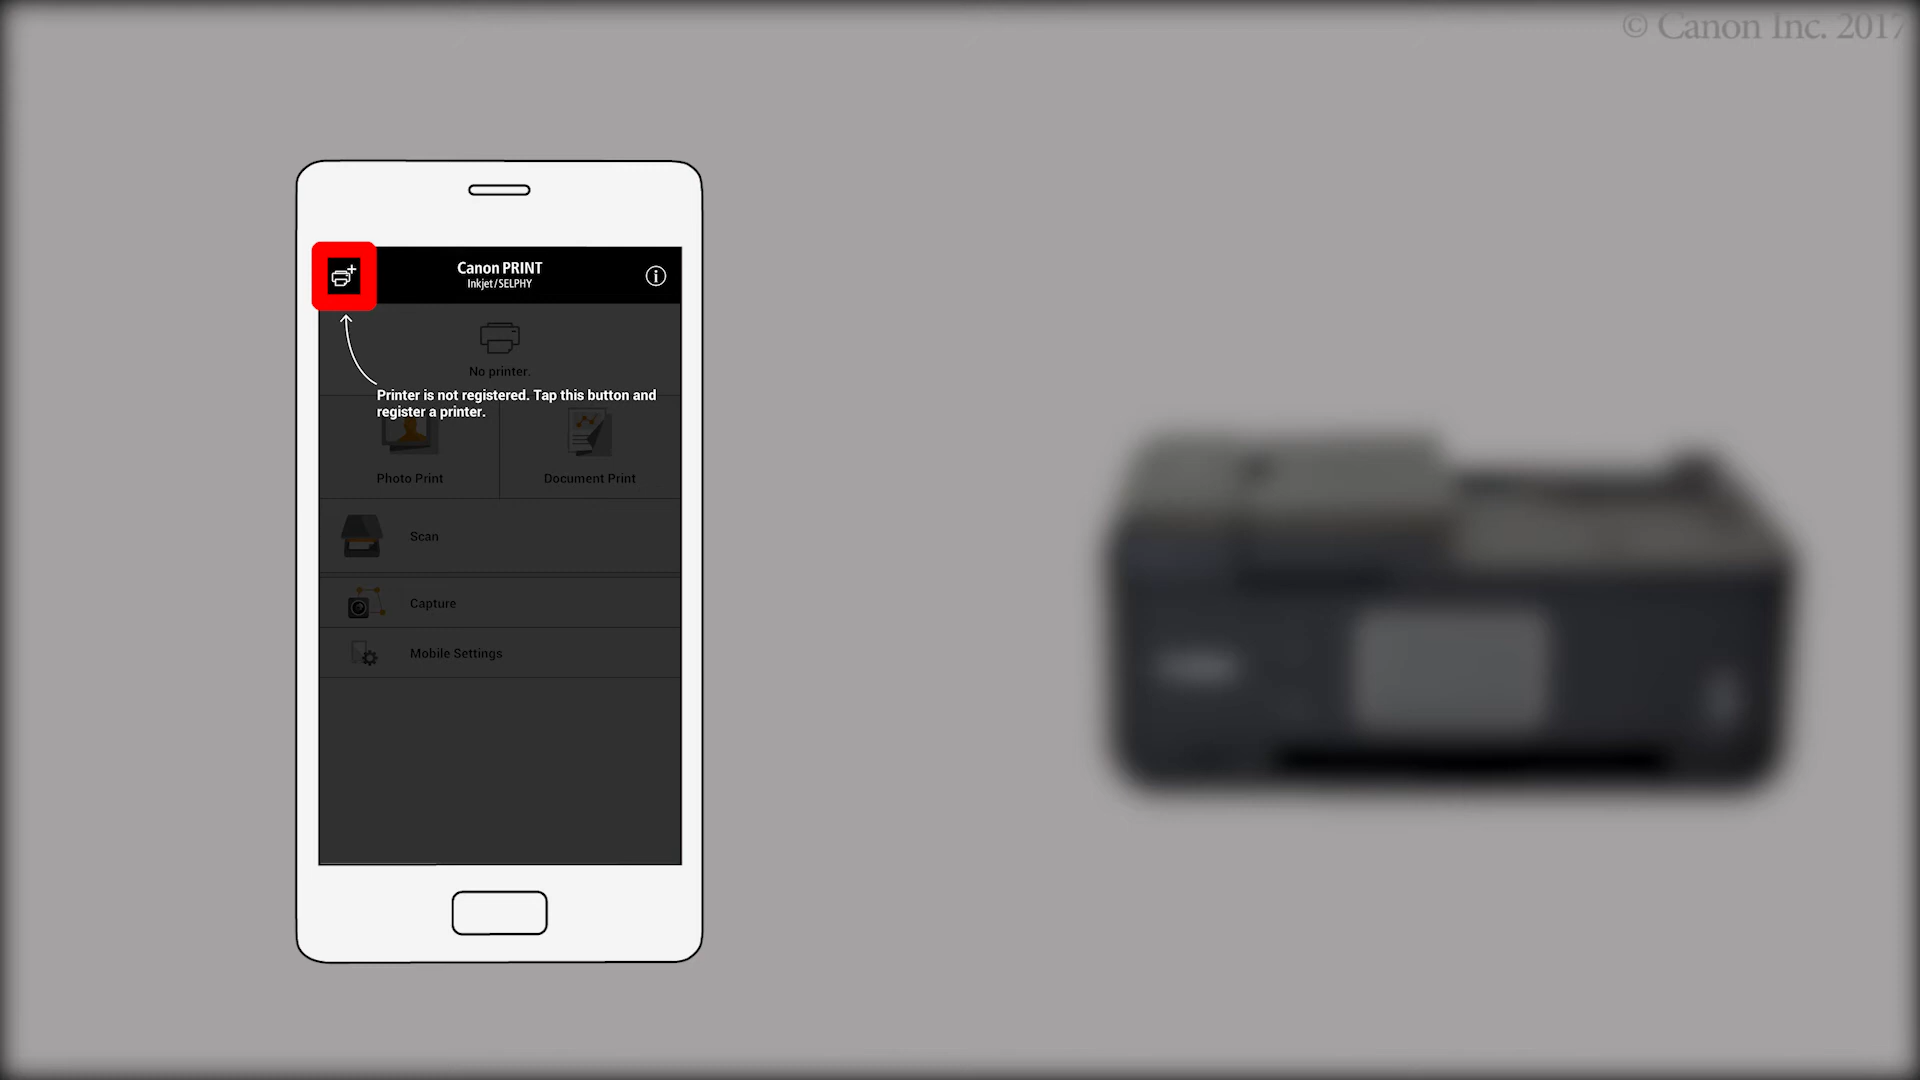 © Canon Inc. 2017
Canon PRINT
Inkjet/SELPHY
No printer.
Printer is not registered. Tap this button and
register a printer.
Photo Print
Document Print
Scan
Capture
Mobile Settings